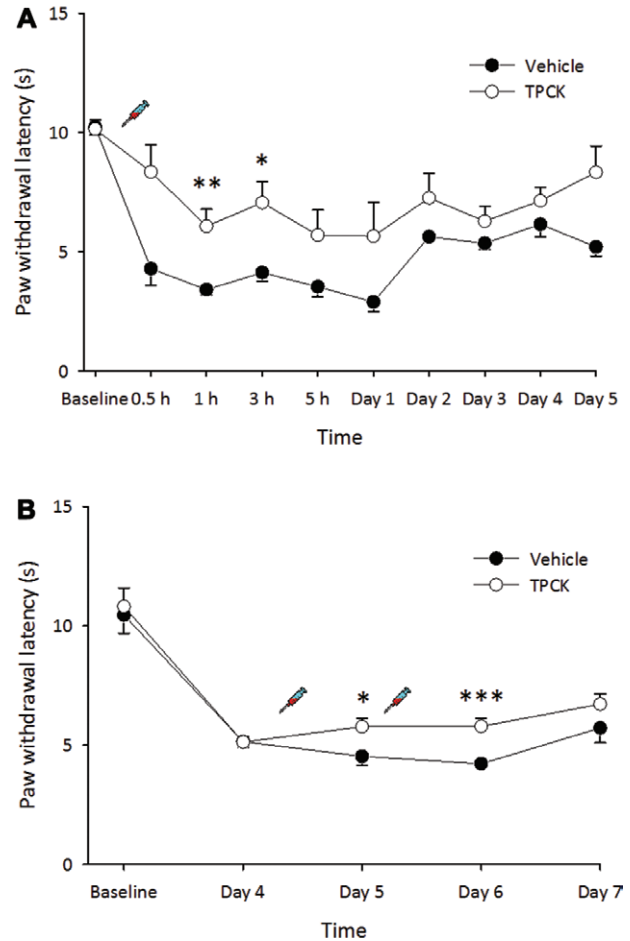 A
15
10
5
0
Paw withdrawal latency (s)
Vehicle
TPCK
**
*
Baseline 0.5 h 1 h 3 h 5 h Day 1 Day 2 Day 3 Day 4 Day 5
Time
B
15
10
5
0
Paw withdrawal latency (s)
Vehicle
TPCK
*
***
Baseline Day 4 Day 5 Day 6 Day 7
Time